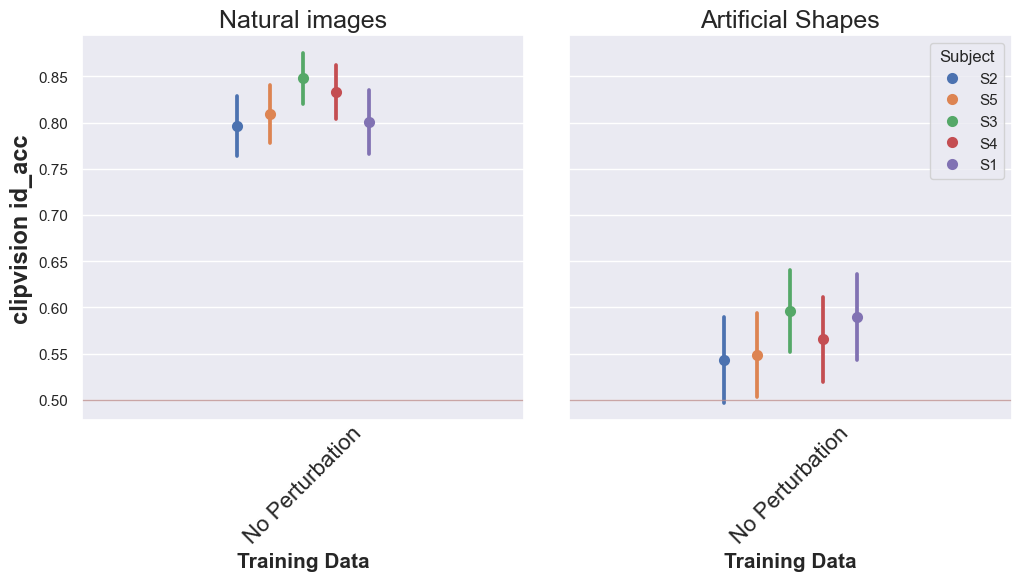 Natural images
Artificial Shapes
clipvision id_acc
0.85
0.80
0.75
0.70
0.65
0.60
0.55
0.50
Subject
S2
S5
S3
S4
S1
No Perturbation
No Perturbation
Training Data
Training Data